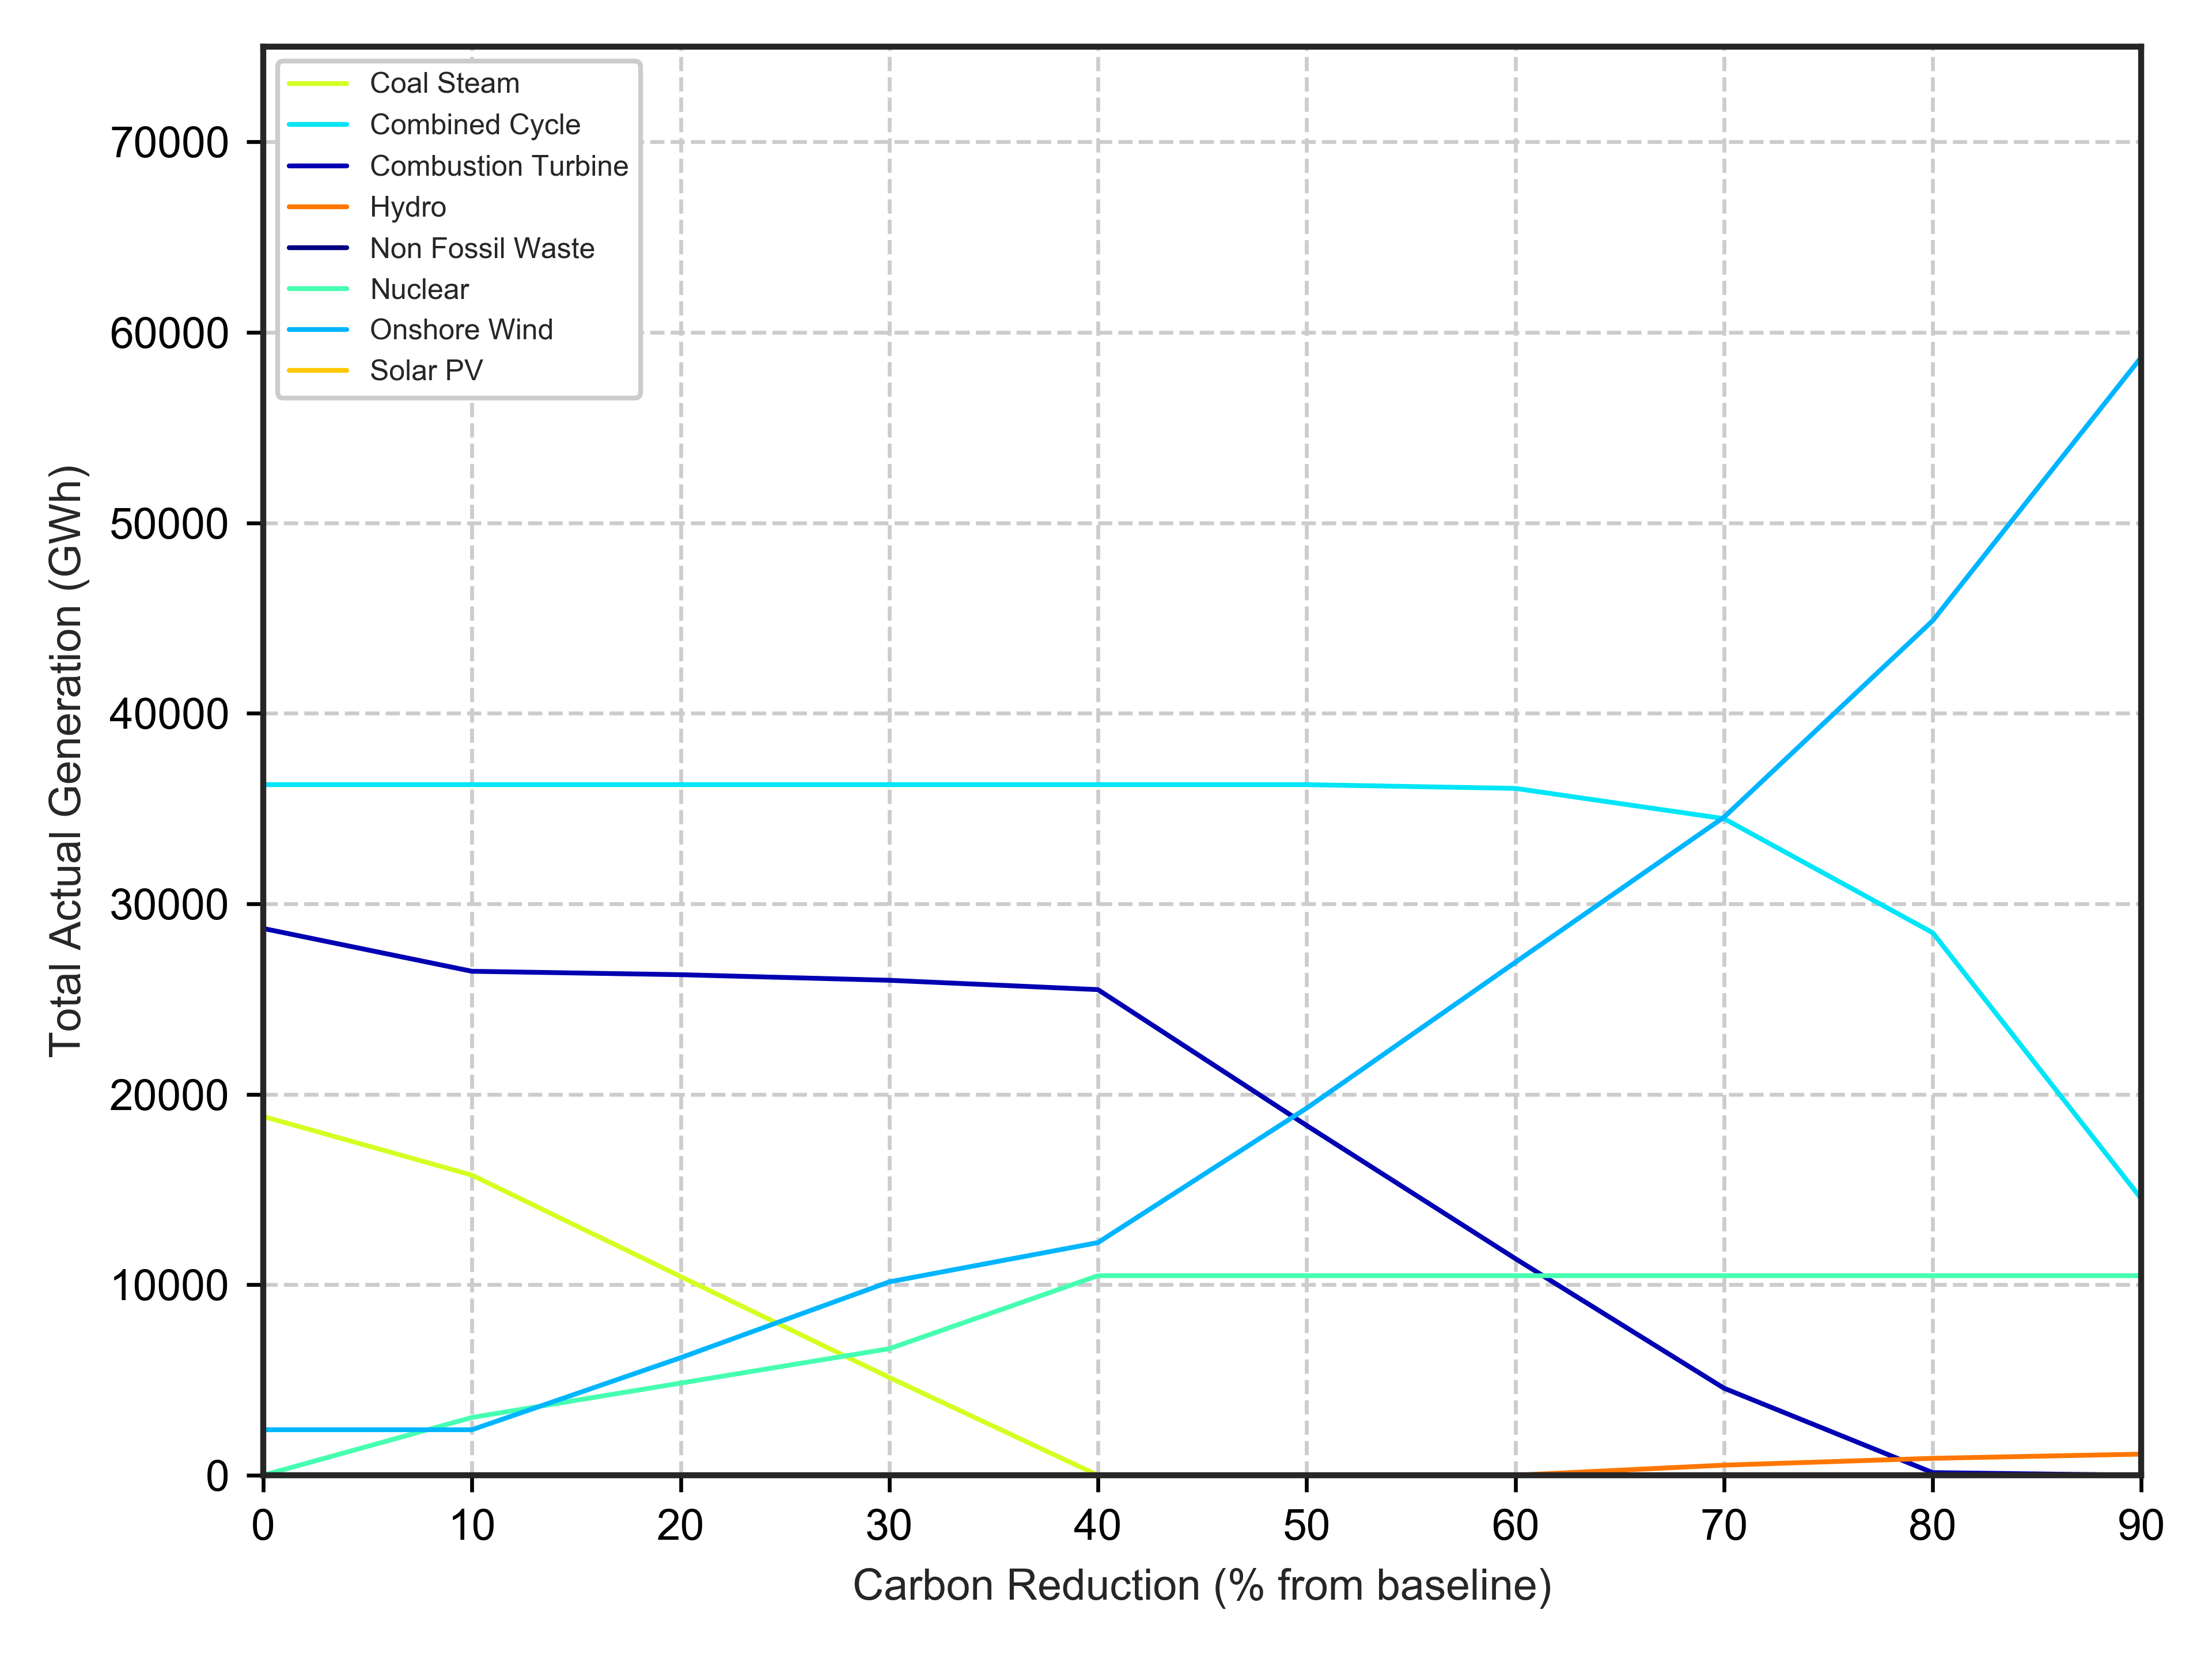 Coal Steam
Combined Cycle
Combustion Turbine
Hydro
Non Fossil Waste
Nuclear
Onshore Wind
Solar PV
70000
60000
50000
40000
30000
20000
10000
0
Total Actual Generation (GWh)
0 10 20 30 40 50 60 70 80 90
Carbon Reduction (% from baseline)